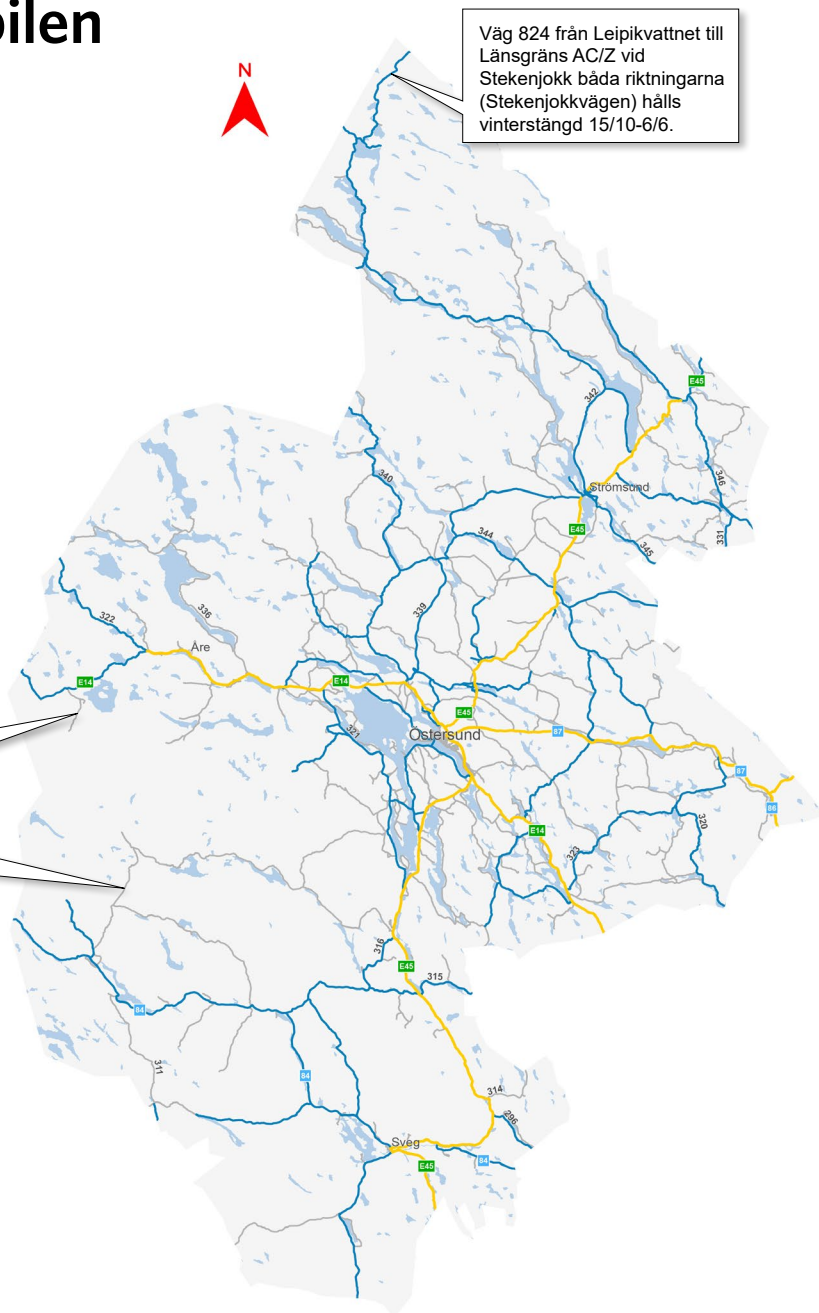 bilen
N
Väg 824 från Leipikvattnet till
Länsgräns AC/Z vid
Stekenjokk båda riktningarna
(Stekenjokkvägen) hålls
vinterstängd 15/10-6/6.
E45
342
346
340
Strömsund
E45
344
331
345
322
336
339
Åre
E14
E14
E45
321
Östersund
87
87
86
E14
320
323
316
E45
315
84
311
84
314
296
Sveg
84
E45